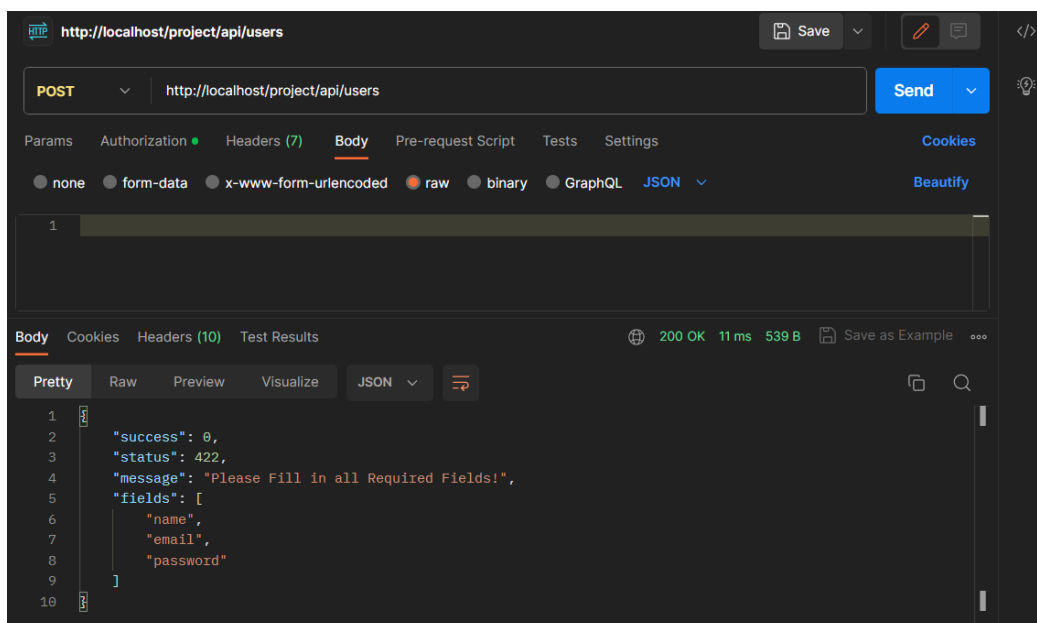 HTTP http://localhost/project/api/users Save
POST http://localhost/project/api/users Send
Params Authorization Headers (7) Body Pre-request Script Tests Settings Cookies
none form-data x-www-form-urlencoded raw binary GraphQL JSON Beautify
1
Body Cookies Headers (10) Test Results 200 OK 11 ms 539 B Save as Example
Pretty Raw Preview Visualize JSON
1 {
2 "success": 0,
3 "status": 422,
4 "message": "Please Fill in all Required Fields!",
5 "fields": [
6 "name",
7 "email",
8 "password"
9 ]
10 }